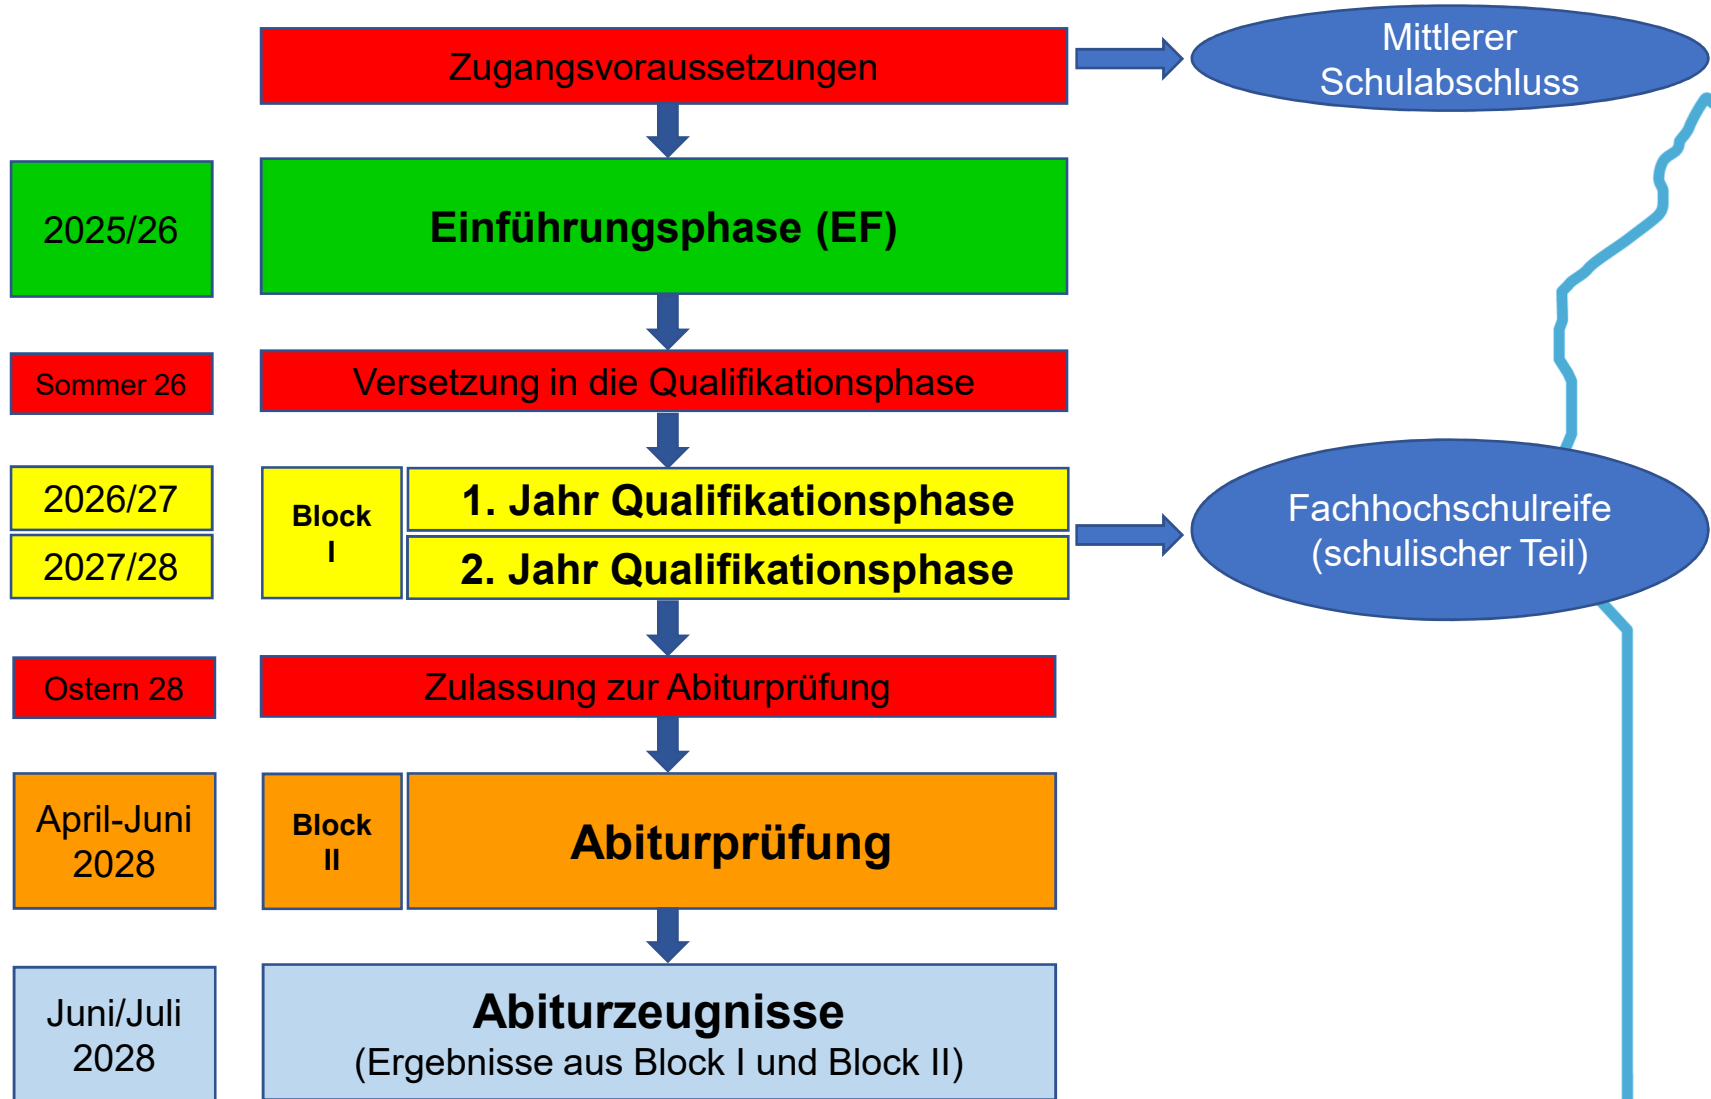 Zugangsvoraussetzungen
Mittlerer
Schulabschluss
2025/26
Einführungsphase (EF)
Sommer 26
Versetzung in die Qualifikationsphase
2026/27
2027/28
Block
I
1. Jahr Qualifikationsphase
2. Jahr Qualifikationsphase
Fachhochschulreife
(schulischer Teil)
Ostern 28
Zulassung zur Abiturprüfung
April-Juni
2028
Block
II
Abiturprüfung
Juni/Juli
2028
Abiturzeugnisse
(Ergebnisse aus Block I und Block II)